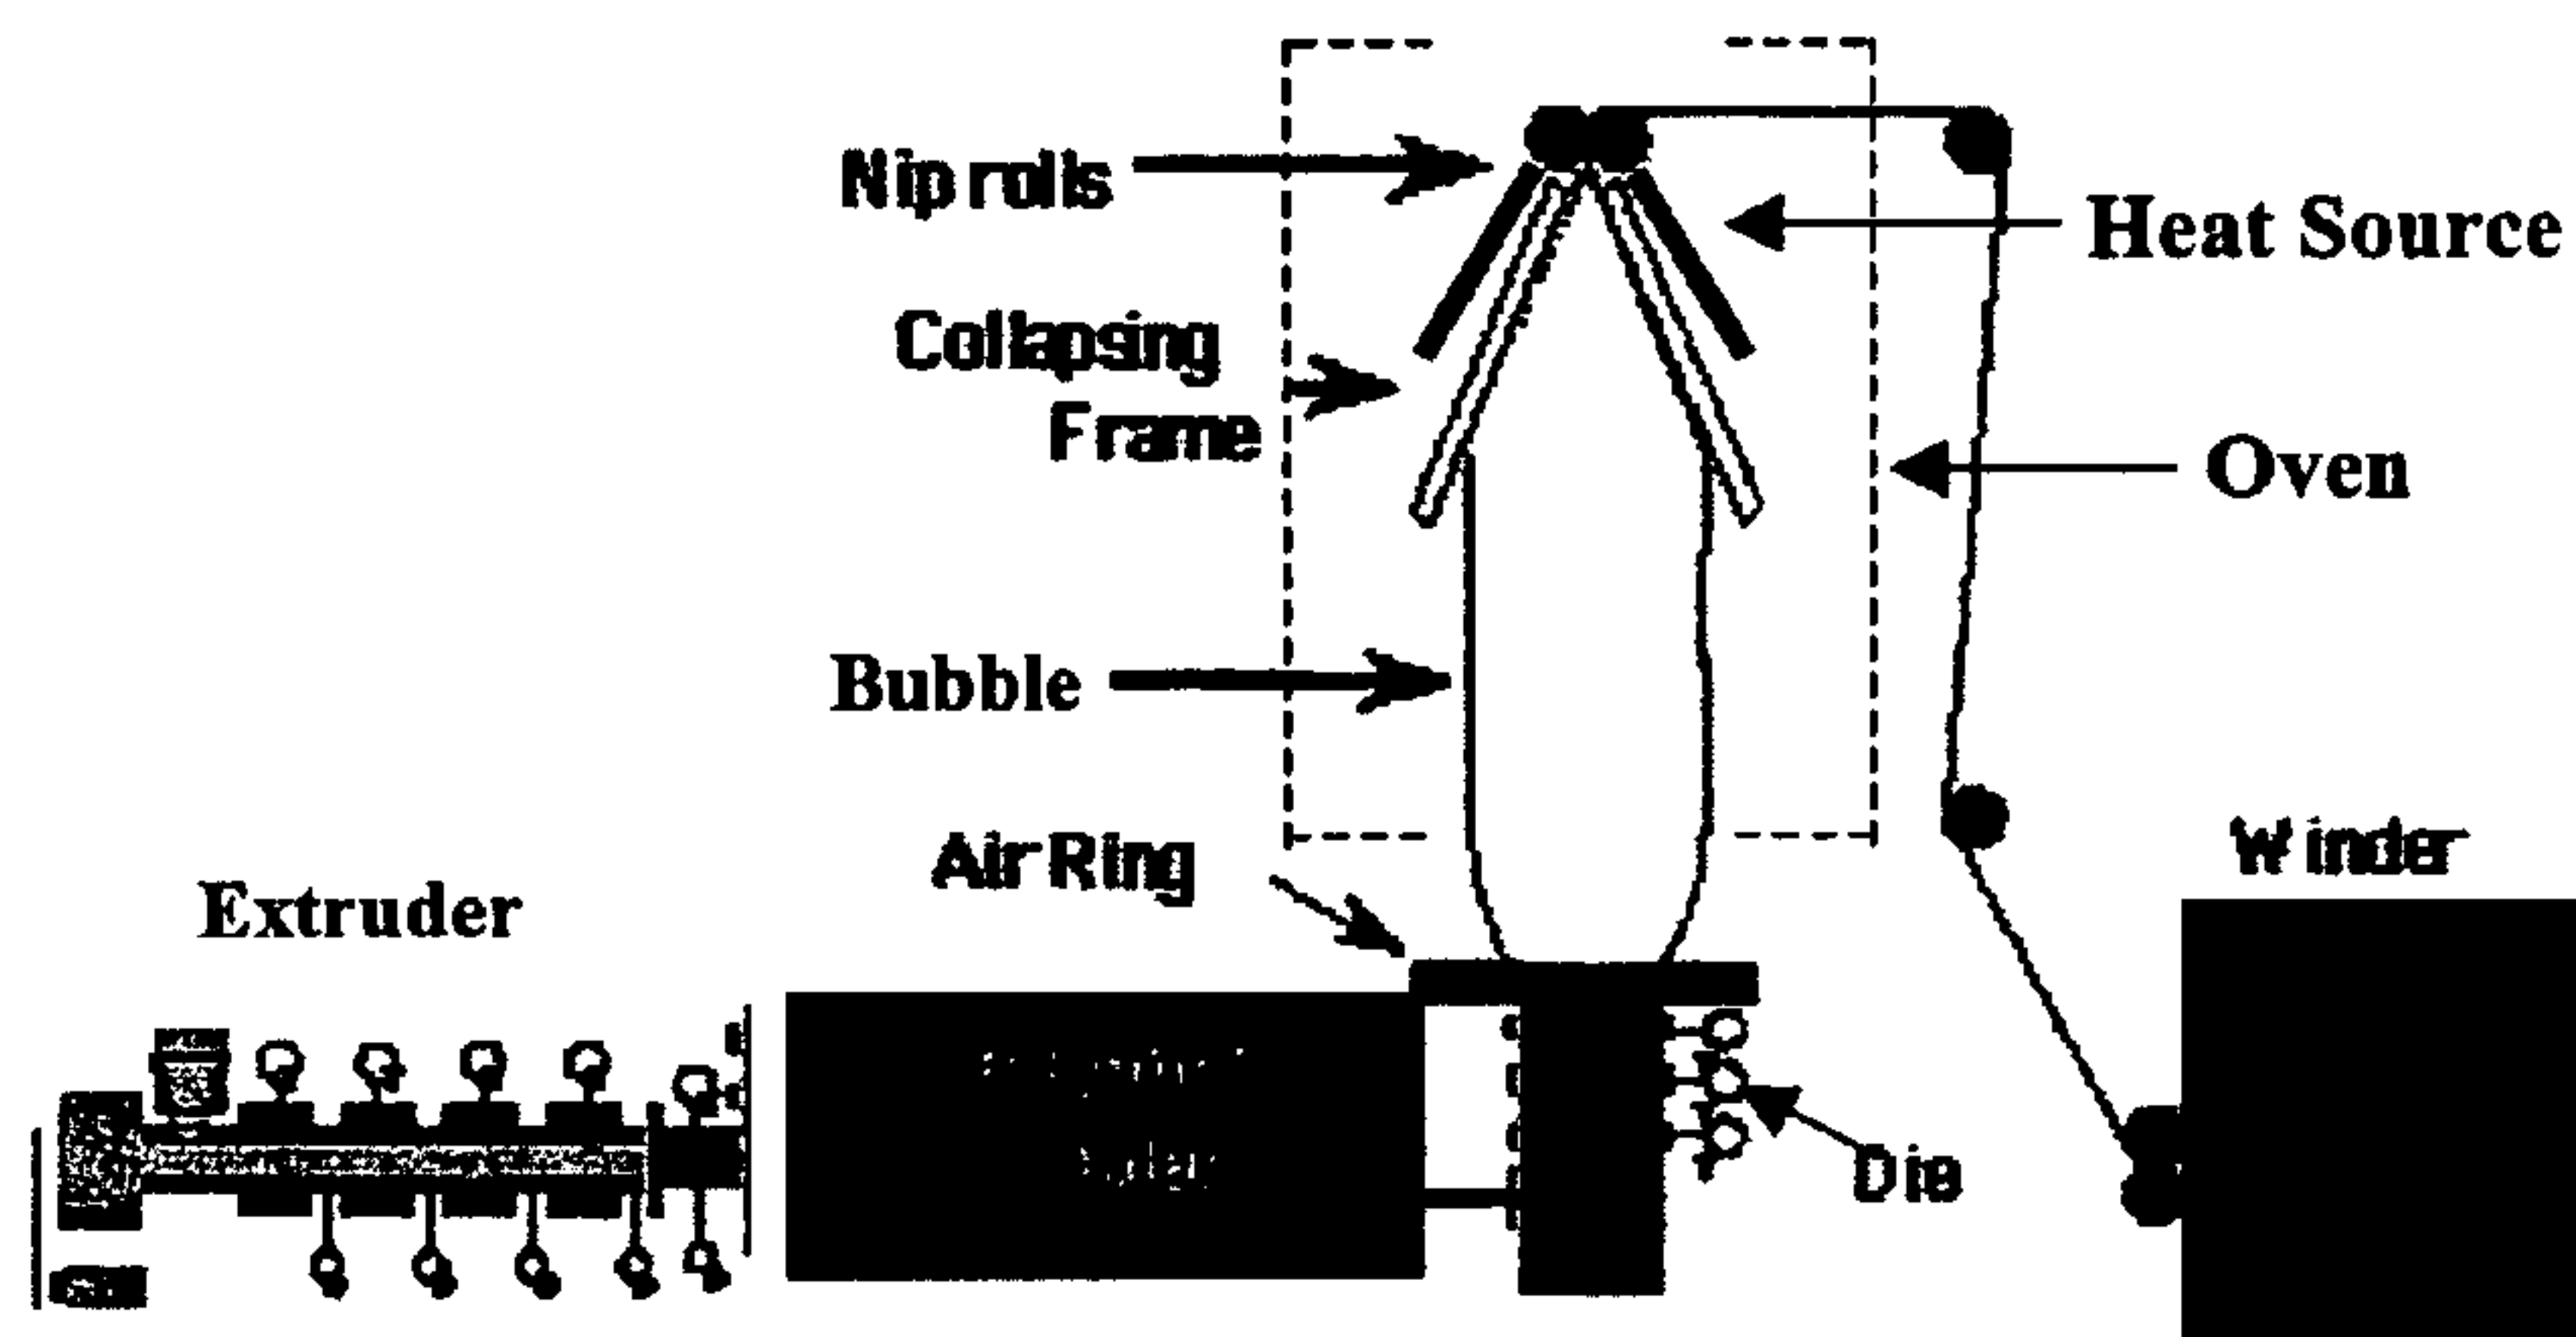 Nip rolls
Heat Source
Collapsing
Frame
Oven
Bubble
Air Ring
Winder
Extruder
Die